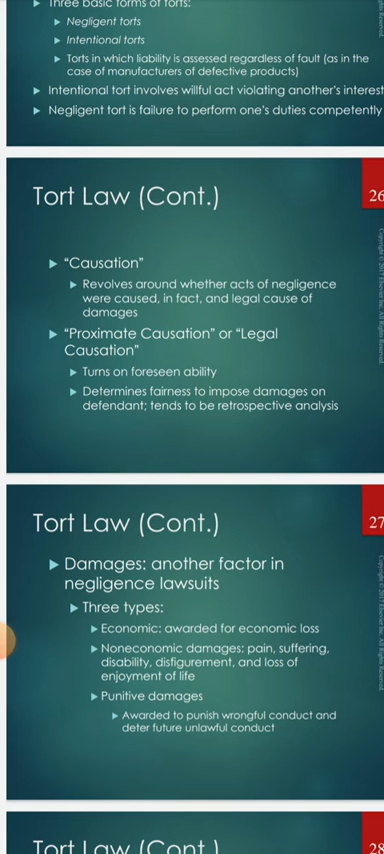 Three basic forms of torts:
Negligent torts
Intentional torts
Torts in which liability is assessed regardless of fault (as in the
case of manufacturers of defective products)
Intentional tort involves willful act violating another's interest
Negligent tort is failure to perform one's duties competently
Tort Law (Cont.)
26
"Causation"
Revolves around whether acts of negligence
were caused, in fact, and legal cause of
damages
"Proximate Causation" or "Legal
Causation"
Turns on foreseen ability
Determines fairness to impose damages on
defendant; tends to be retrospective analysis
Tort Law (Cont.)
27
Damages: another factor in
negligence lawsuits
Three types:
Economic: awarded for economic loss
Noneconomic damages: pain, suffering,
disability, disfigurement, and loss of
enjoyment of life
Punitive damages
Awarded to punish wrongful conduct and
deter future unlawful conduct
Tort Law (Cont.)
28